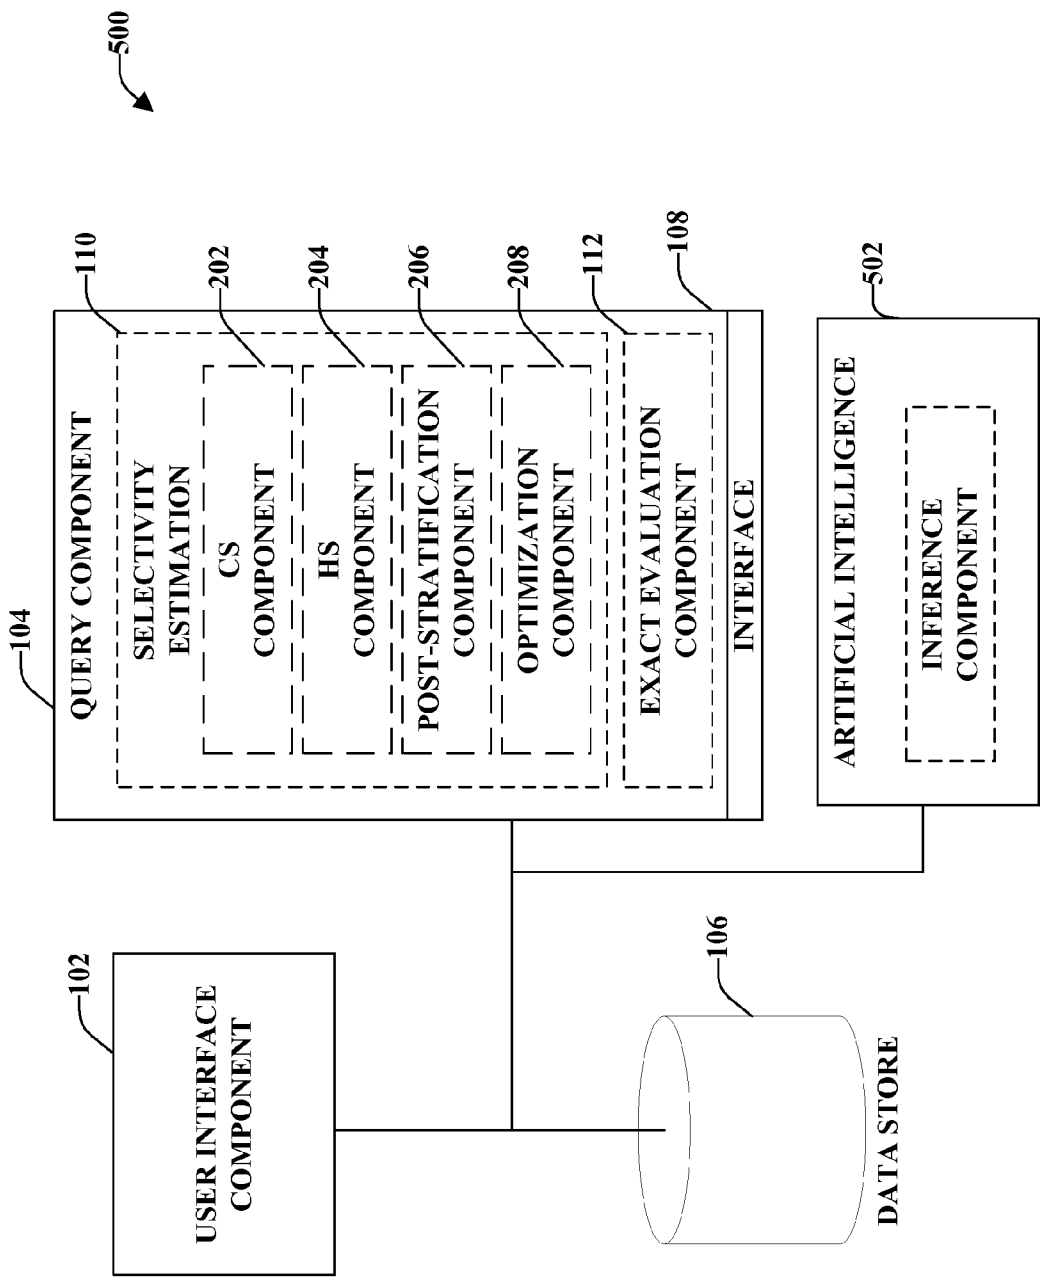 500
104
QUERY COMPONENT
110
SELECTIVITY
ESTIMATION
202
CS
COMPONENT
204
HS
COMPONENT
206
POST-STRATIFICATION
COMPONENT
208
OPTIMIZATION
COMPONENT
112
EXACT EVALUATION
COMPONENT
108
INTERFACE
102
USER INTERFACE
COMPONENT
106
DATA STORE
502
ARTIFICIAL INTELLIGENCE
INFERENCE
COMPONENT